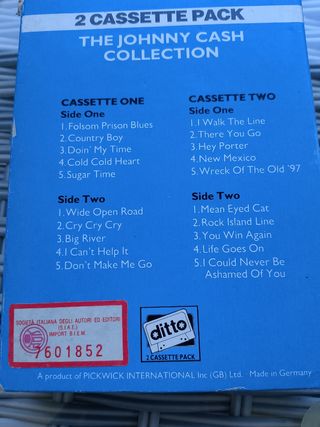 2 CASSETTE PACK
THE JOHNNY CASH
COLLECTION
CASSETTE ONE
Side One
1.Folsom Prison Blues
2.Country Boy
3.Doin' My Time
4.Cold Cold Heart
5.Sugar Time
Side Two
1.Wide Open Road
2.Cry Cry Cry
3.Big River
4.I Can't Help It
5.Don't Make Me Go
CASSETTE TWO
Side One
1.I Walk The Line
2.There You Go
3.Hey Porter
4.New Mexico
5.Wreck Of The Old '97
Side Two
1.Mean Eyed Cat
2.Rock Island Line
3.You Win Again
4.Life Goes On
5.I Could Never Be
Ashamed Of You
SOCIETÀ ITALIANA DEGLI AUTORI ED EDITORI
(S.I.A.E.)
IMPORT B.I.E.M.
7601852
ditto
2 CASSETTE PACK
A product of PICKWICK INTERNATIONAL Inc (GB) Ltd. · Made in Germany